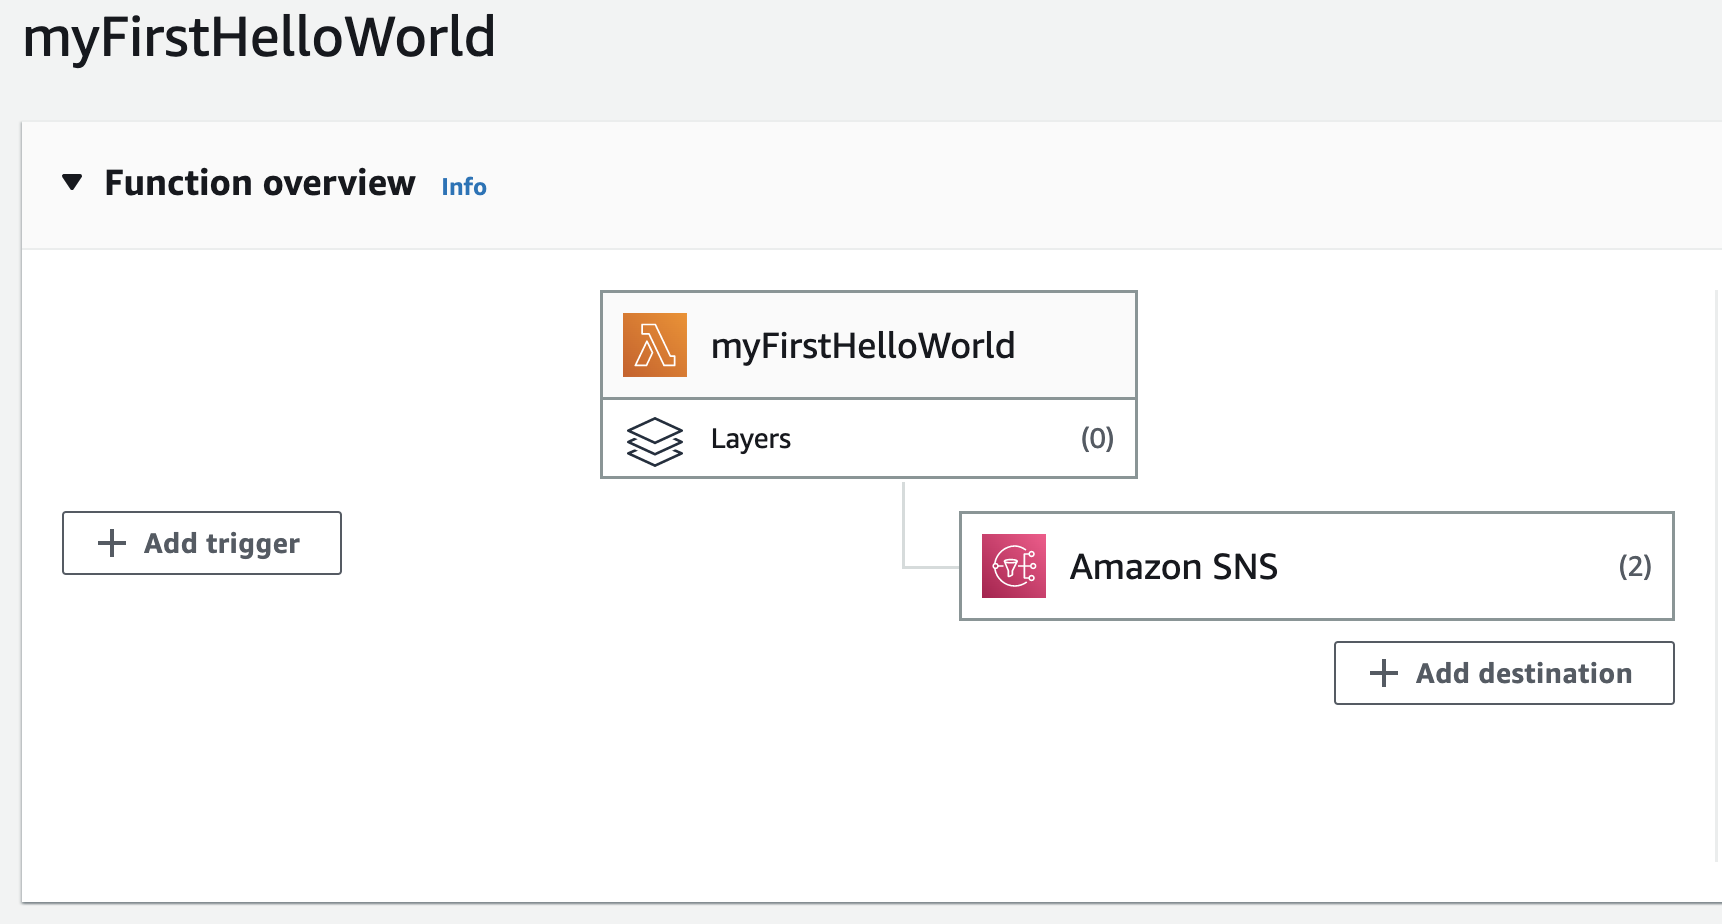 myFirstHelloWorld
Function overview Info
myFirstHelloWorld
Layers (0)
Add trigger
Amazon SNS (2)
Add destination